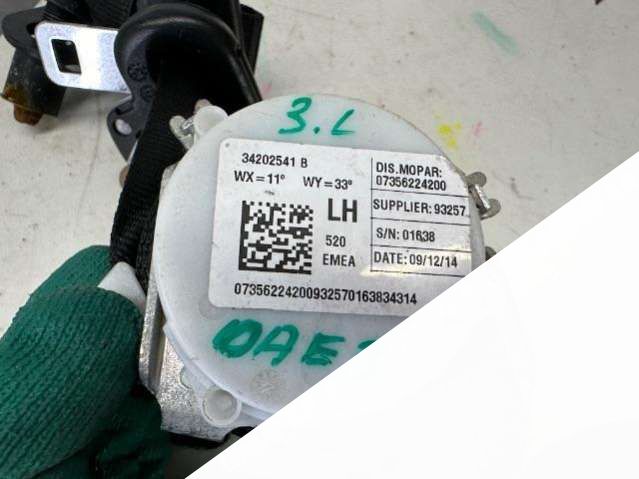 3.L
34202541 B
WX=11° WY=33°
LH
520
EMEA
DIS.MOPAR:
07356224200
SUPPLIER: 93257
S/N: 01638
DATE: 09/12/14
07356224200932570163834314